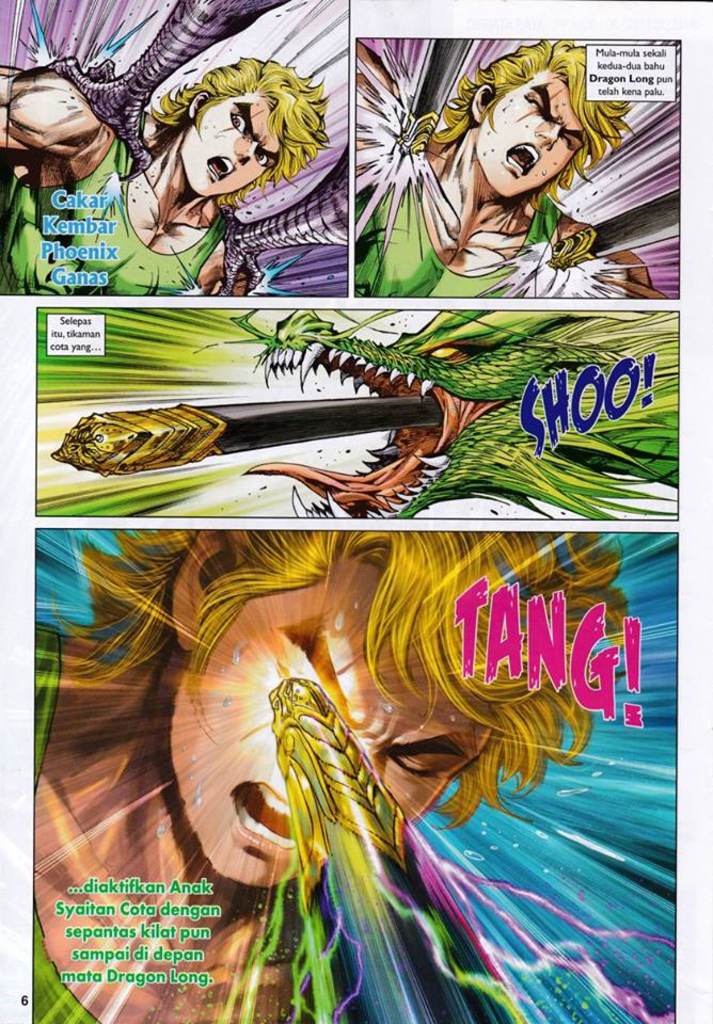 Cakar
Kembar
Phoenix
Ganas
Mula-mula sekali
kedua-dua bahu
Dragon Long pun
telah kena palu.
Selepas
itu, tikaman
cota yang...
SHOO!
TANG!
...diaktifkan Anak
Syaitan Cota dengan
sepantas kilat pun
sampai di depan
mata Dragon Long.
6